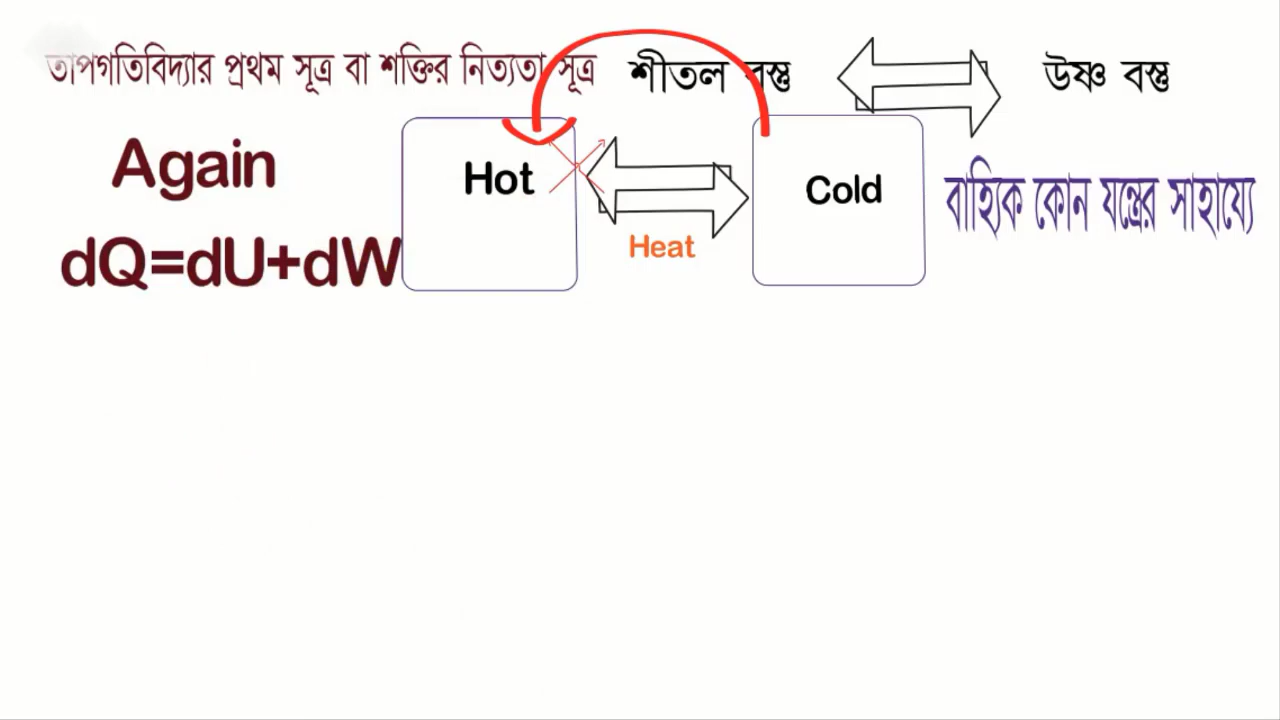 তাপগতিবিদ্যার প্রথম সূত্র বা শক্তির নিত্যতা সূত্র
শীতল বস্তু
উষ্ণ বস্তু
Again
Hot
Cold
বাহ্যিক কোন যন্ত্রের সাহায্যে
Heat
dQ=dU+dW